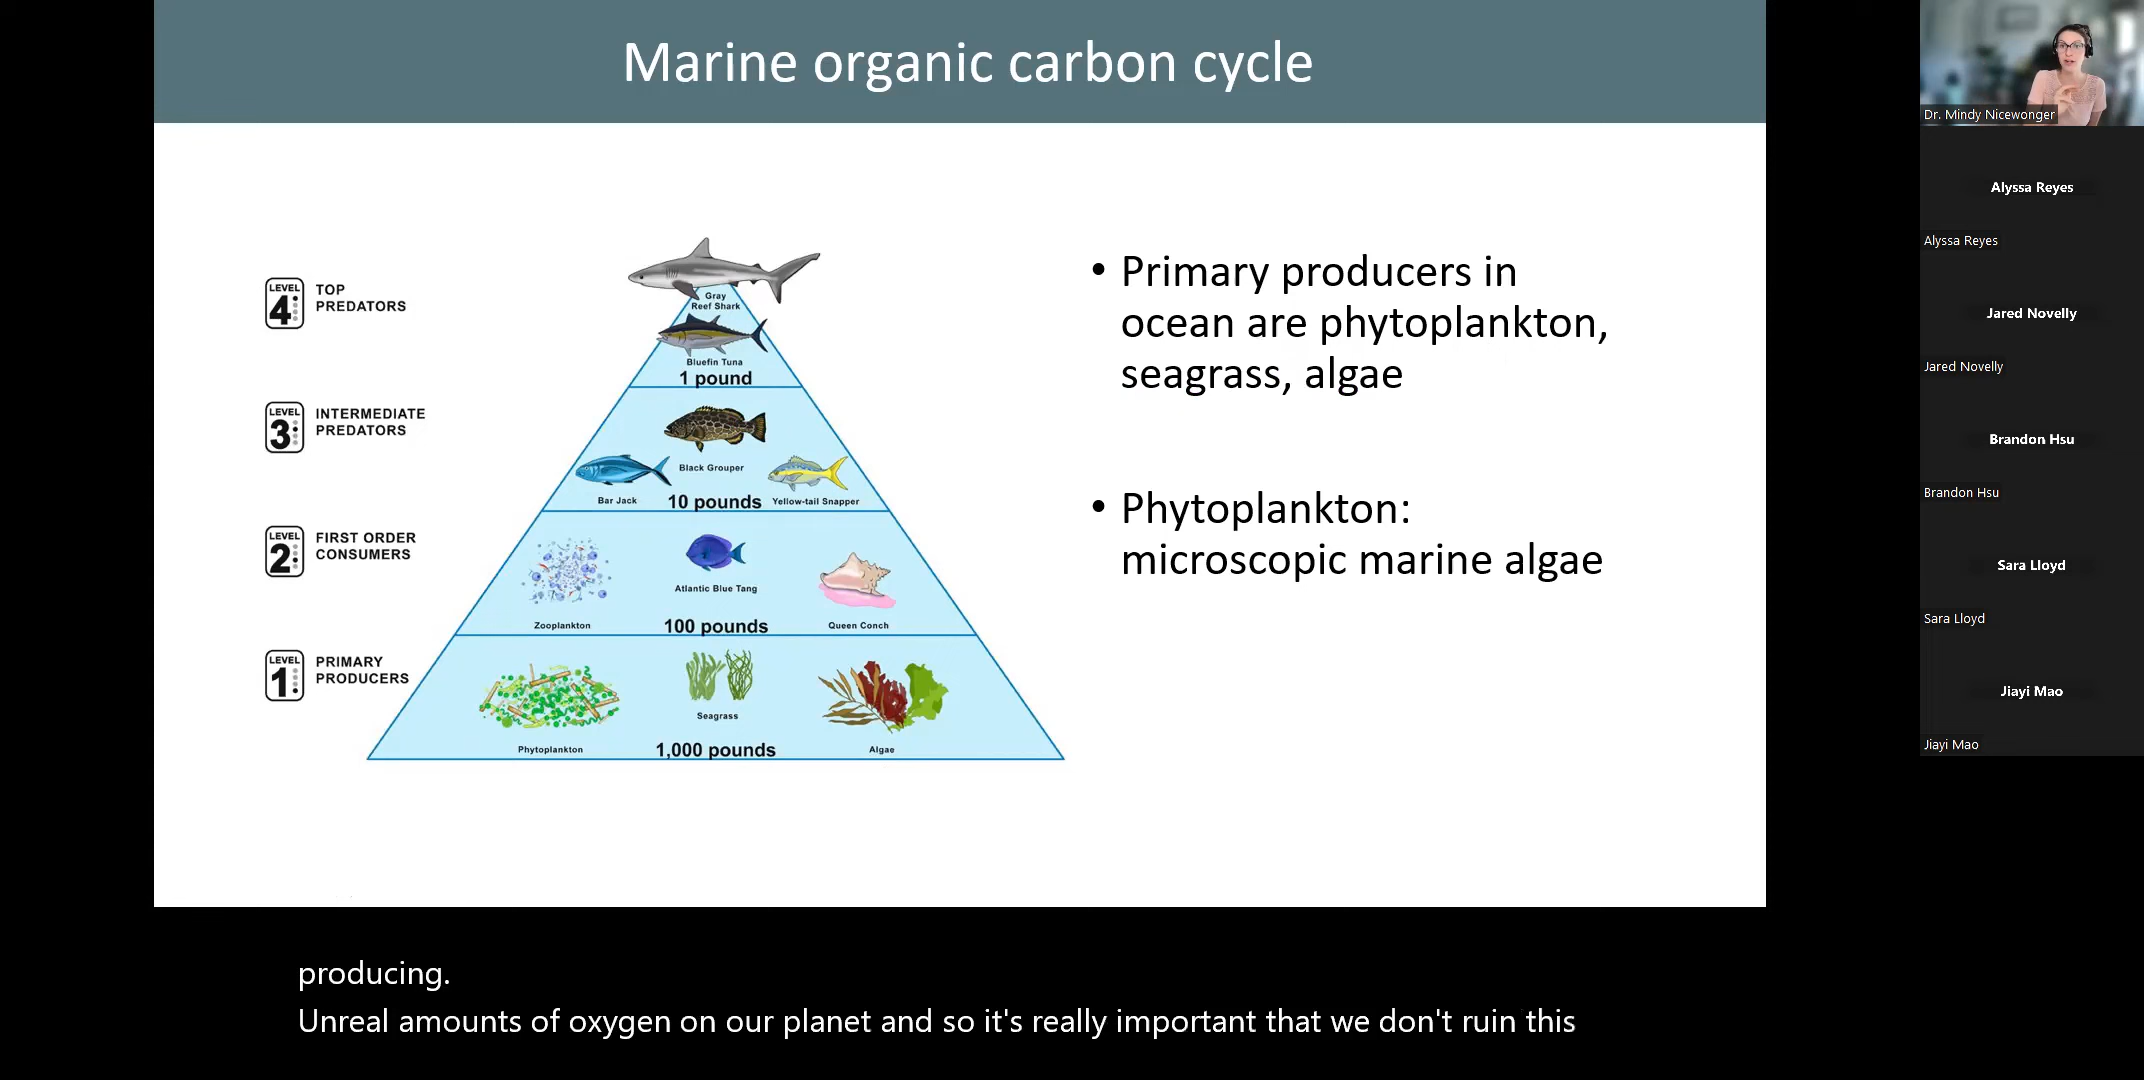 Marine organic carbon cycle
LEVEL
4
TOP
PREDATORS
Gray
Reef Shark
Bluefin Tuna
1 pound
LEVEL
3
INTERMEDIATE
PREDATORS
Black Grouper
Bar Jack
10 pounds
Yellow-tail Snapper
LEVEL
2
FIRST ORDER
CONSUMERS
Atlantic Blue Tang
Zooplankton
100 pounds
Queen Conch
LEVEL
1
PRIMARY
PRODUCERS
Seagrass
Phytoplankton
1,000 pounds
Algae
• Primary producers in
ocean are phytoplankton,
seagrass, algae
• Phytoplankton:
microscopic marine algae
producing.
Unreal amounts of oxygen on our planet and so it's really important that we don't ruin this
Dr. Mindy Nicewonger
Alyssa Reyes
Alyssa Reyes
Jared Novelly
Jared Novelly
Brandon Hsu
Brandon Hsu
Sara Lloyd
Sara Lloyd
Jiayi Mao
Jiayi Mao